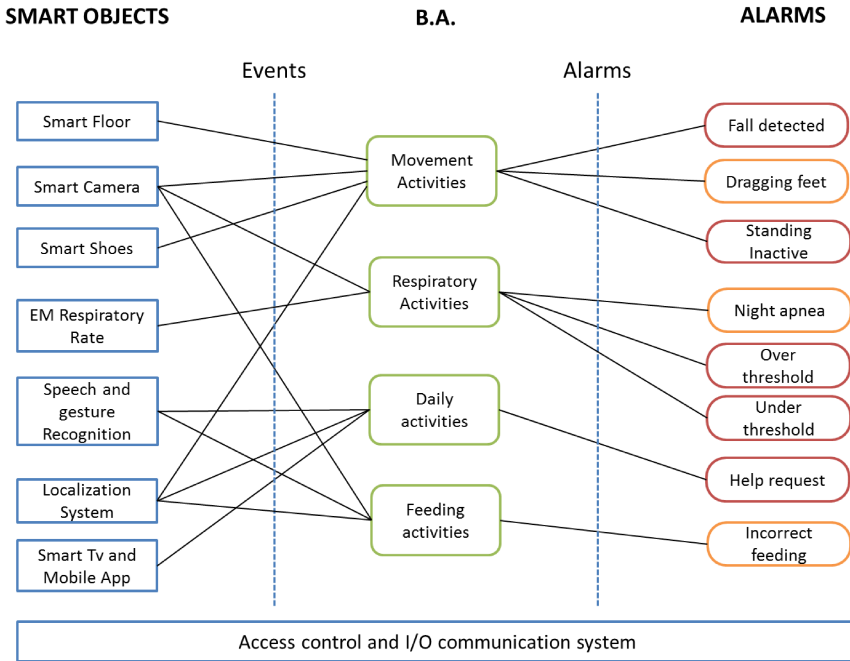 SMART OBJECTS
B.A.
ALARMS
Events
Alarms
Smart Floor
Smart Camera
Smart Shoes
EM Respiratory
Rate
Speech and
gesture
Recognition
Localization
System
Smart Tv and
Mobile App
Movement
Activities
Respiratory
Activities
Daily
activities
Feeding
activities
Fall detected
Dragging feet
Standing
Inactive
Night apnea
Over
threshold
Under
threshold
Help request
Incorrect
feeding
Access control and I/O communication system